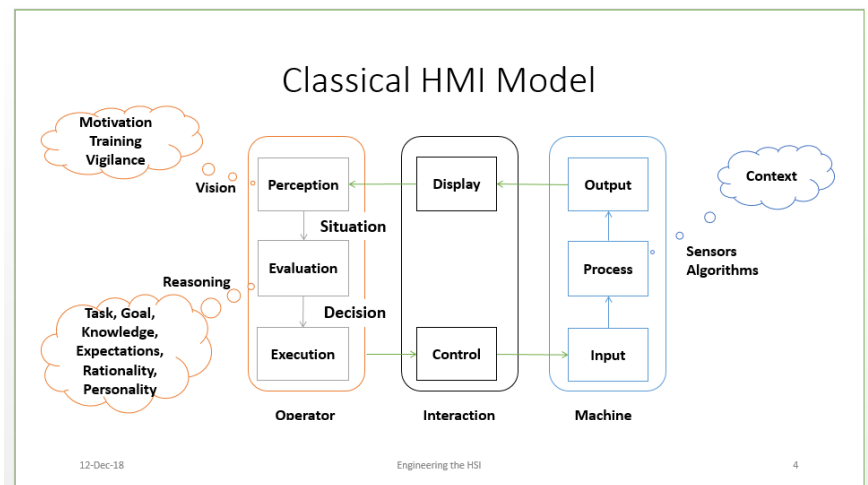 Classical HMI Model
Motivation
Training
Vigilance
Vision
Perception
Display
Output
Context
Situation
Reasoning
Evaluation
Process
Sensors
Algorithms
Task, Goal,
Knowledge,
Expectations,
Rationality,
Personality
Decision
Execution
Control
Input
Operator
Interaction
Machine
12-Dec-18
Engineering the HSI
4